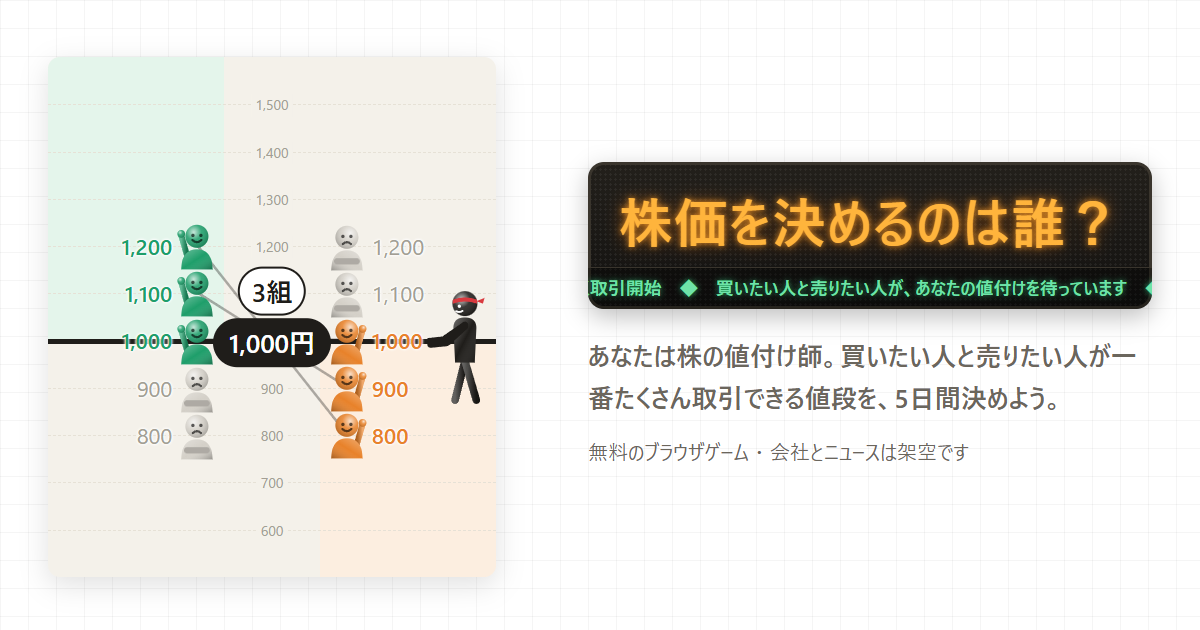 1,500
1,400
1,300
1,200 1,200 1,200
3組
1,100 1,100
1,000 1,000円 1,000
900 900 900
800 800 800
700
600
株価を決めるのは誰？
取引開始 ◆ 買いたい人と売りたい人が、あなたの値付けを待っています
あなたは株の値付け師。買いたい人と売りたい人が一
番たくさん取引できる値段を、5日間決めよう。
無料のブラウザゲーム・会社とニュースは架空です